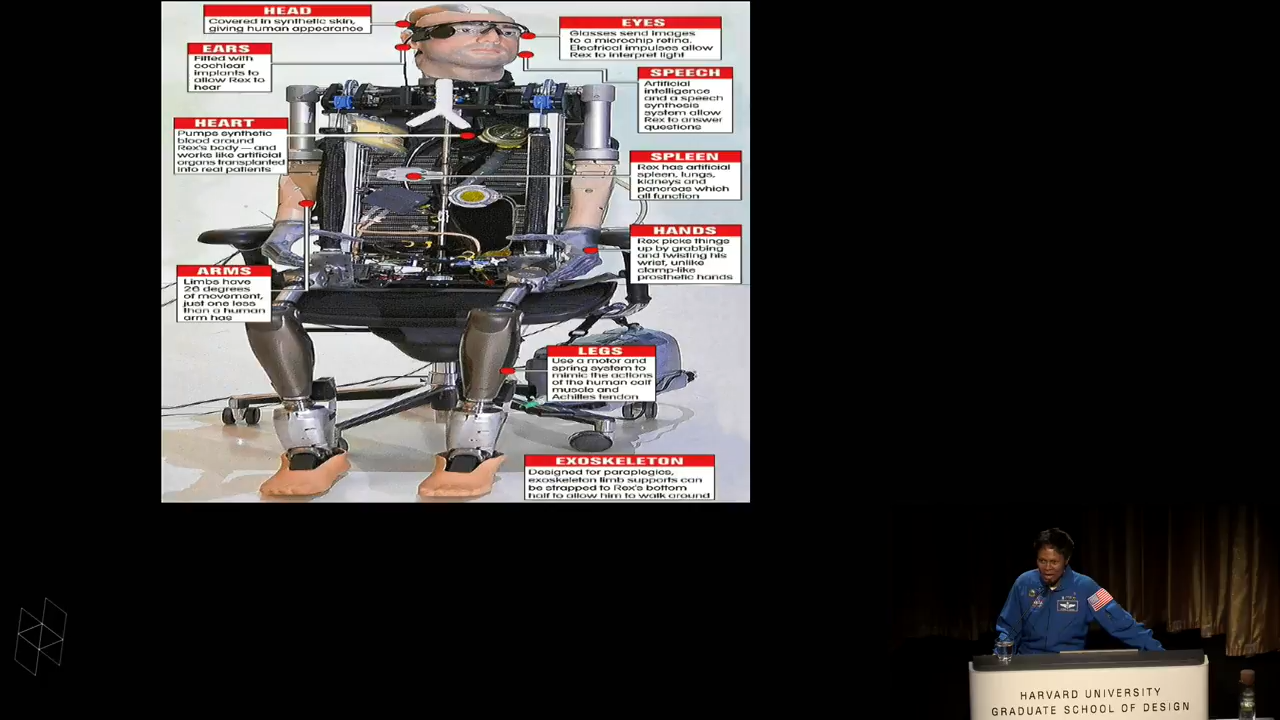 HEAD
Covered in synthetic skin,
giving human appearance
EYES
Glasses send images
to a microchip retina.
Electrical impulses allow
Rex to interpret light
EARS
Fitted with
cochlear
implants to
allow Rex to
hear
SPEECH
Artificial
intelligence
and a speech
synthesis
system allow
Rex to answer
questions
HEART
Pumps synthetic
blood around
Rex's body — and
works like artificial
organs transplanted
into real patients
SPLEEN
Rex has artificial
spleen, lungs,
kidneys and
pancreas which
all function
HANDS
Rex picks things
up by grabbing
and twisting his
wrist, unlike
clamp-like
prosthetic hands
ARMS
Limbs have
26 degrees
of movement,
just one less
than a human
arm has
LEGS
Use a motor and
spring system to
mimic the actions
of the human calf
muscle and
Achilles tendon
EXOSKELETON
Designed for paraplegics,
exoskeleton limb supports can
be strapped to Rex's bottom
half to allow him to walk around
HARVARD UNIVERSITY
GRADUATE SCHOOL OF DESIGN